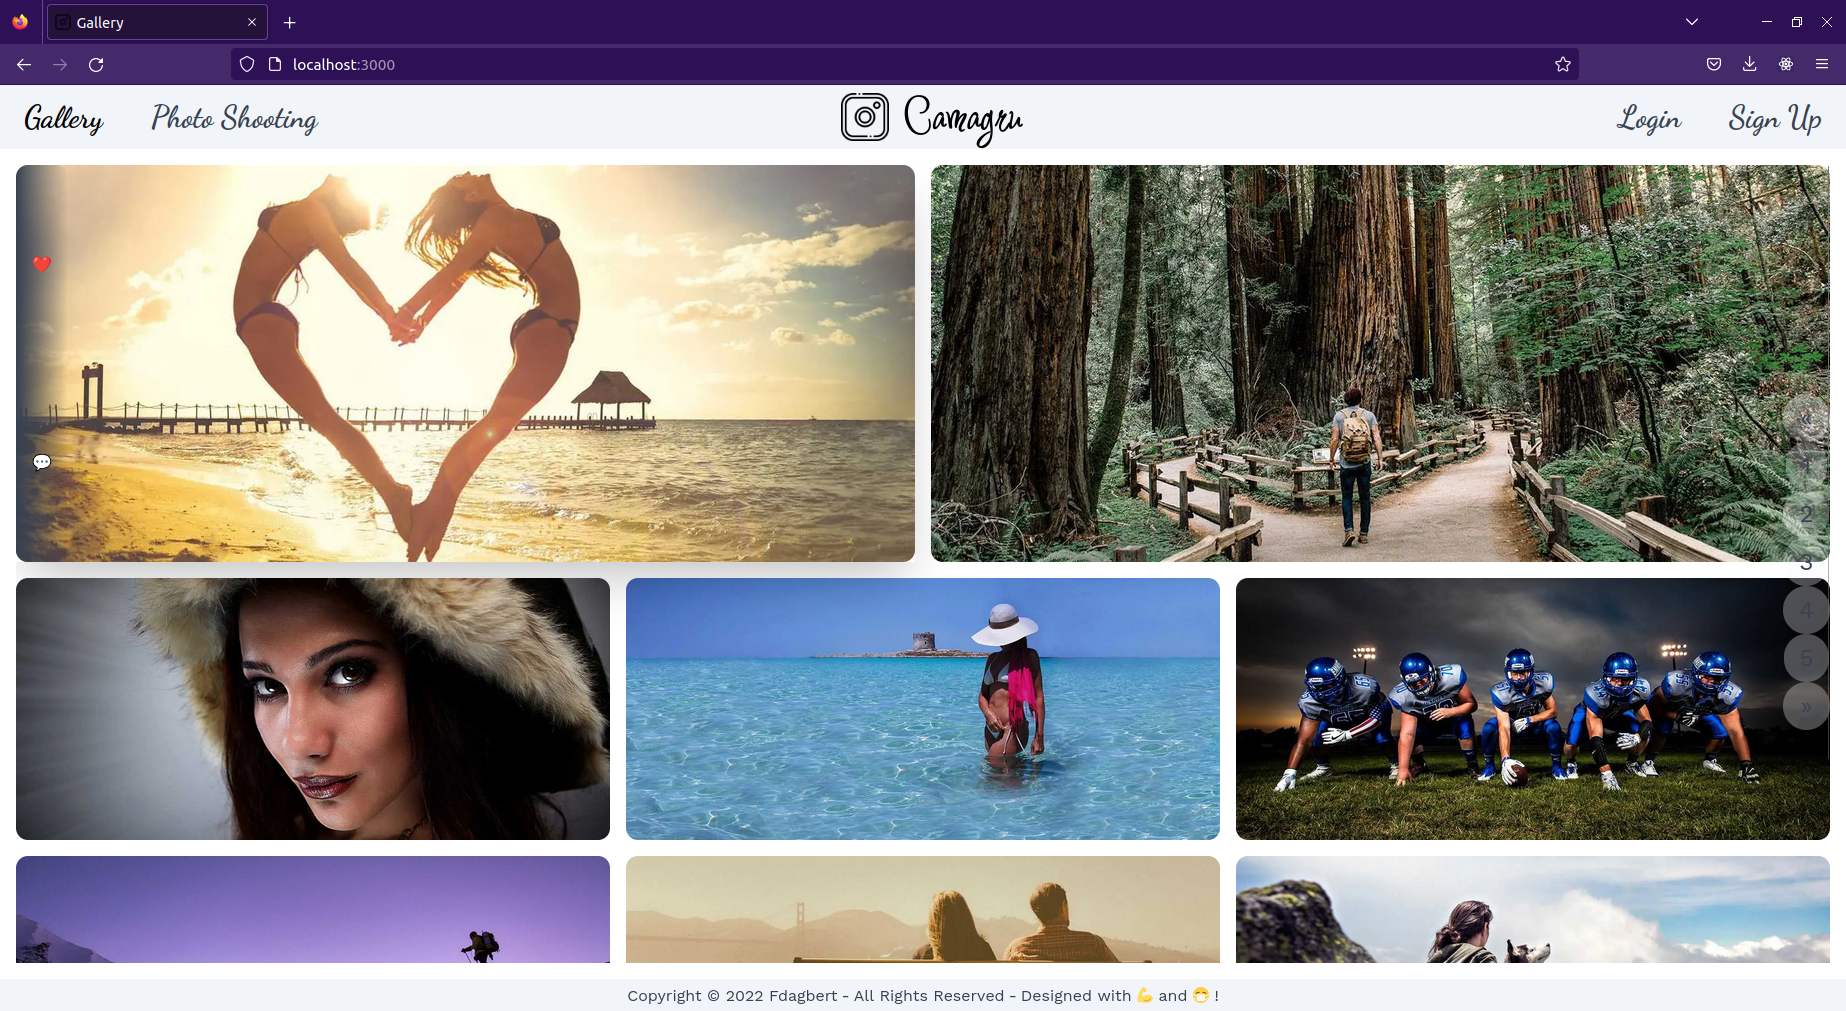 Gallery
localhost:3000
Gallery
Photo Shooting
Camagru
Login
Sign Up
«
1
2
3
4
5
»
Copyright © 2022 Fdagbert - All Rights Reserved - Designed with 💪 and 😷 !